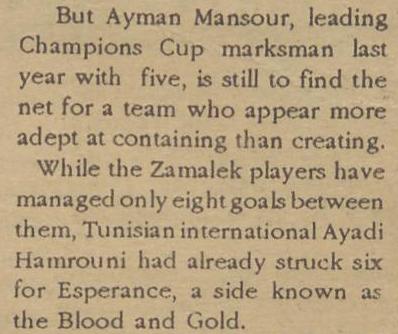 But Ayman Mansour, leading
Champions Cup marksman last
year with five, is still to find the
net for a team who appear more
adept at containing than creating.
While the Zamalek players have
managed only eight goals between
them, Tunisian international Ayadi
Hamrouni had already struck six
for Esperance, a side known as
the Blood and Gold.